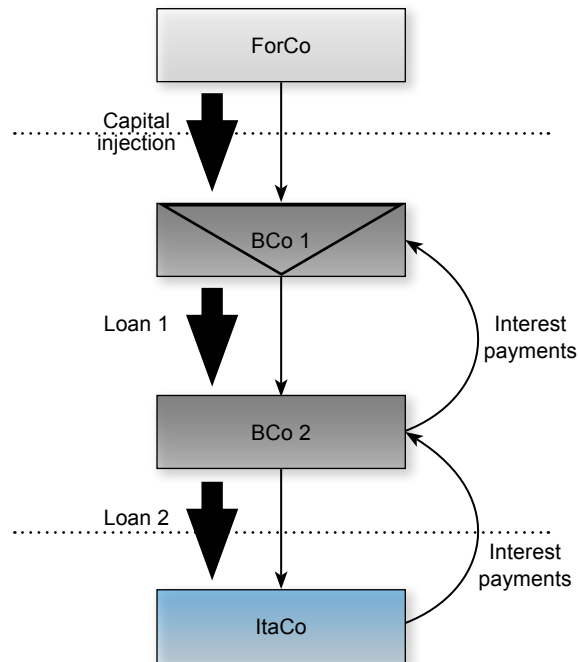 ForCo
Capital
injection
BCo 1
Loan 1
Interest
payments
BCo 2
Loan 2
Interest
payments
ItaCo